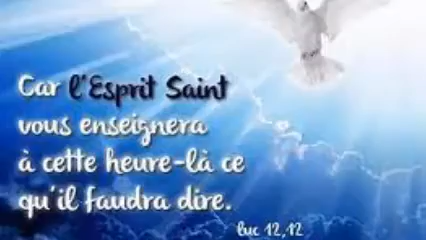 Car l'Esprit Saint
vous enseignera
à cette heure-là ce
qu'il faudra dire.
luc 12,12